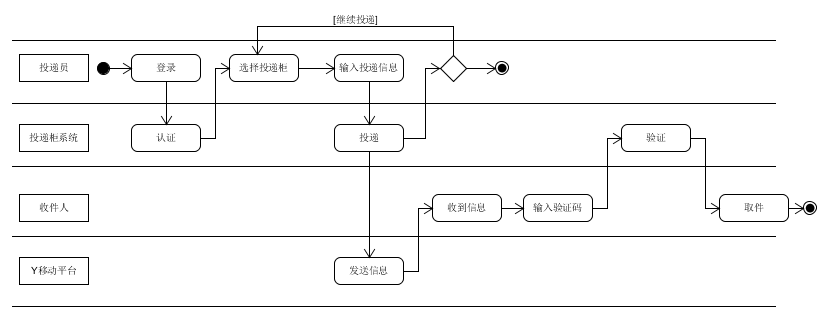 [继续投递]
投递员
登录
选择投递柜
输入投递信息
投递柜系统
认证
投递
验证
收件人
收到信息
输入验证码
取件
Y移动平台
发送信息